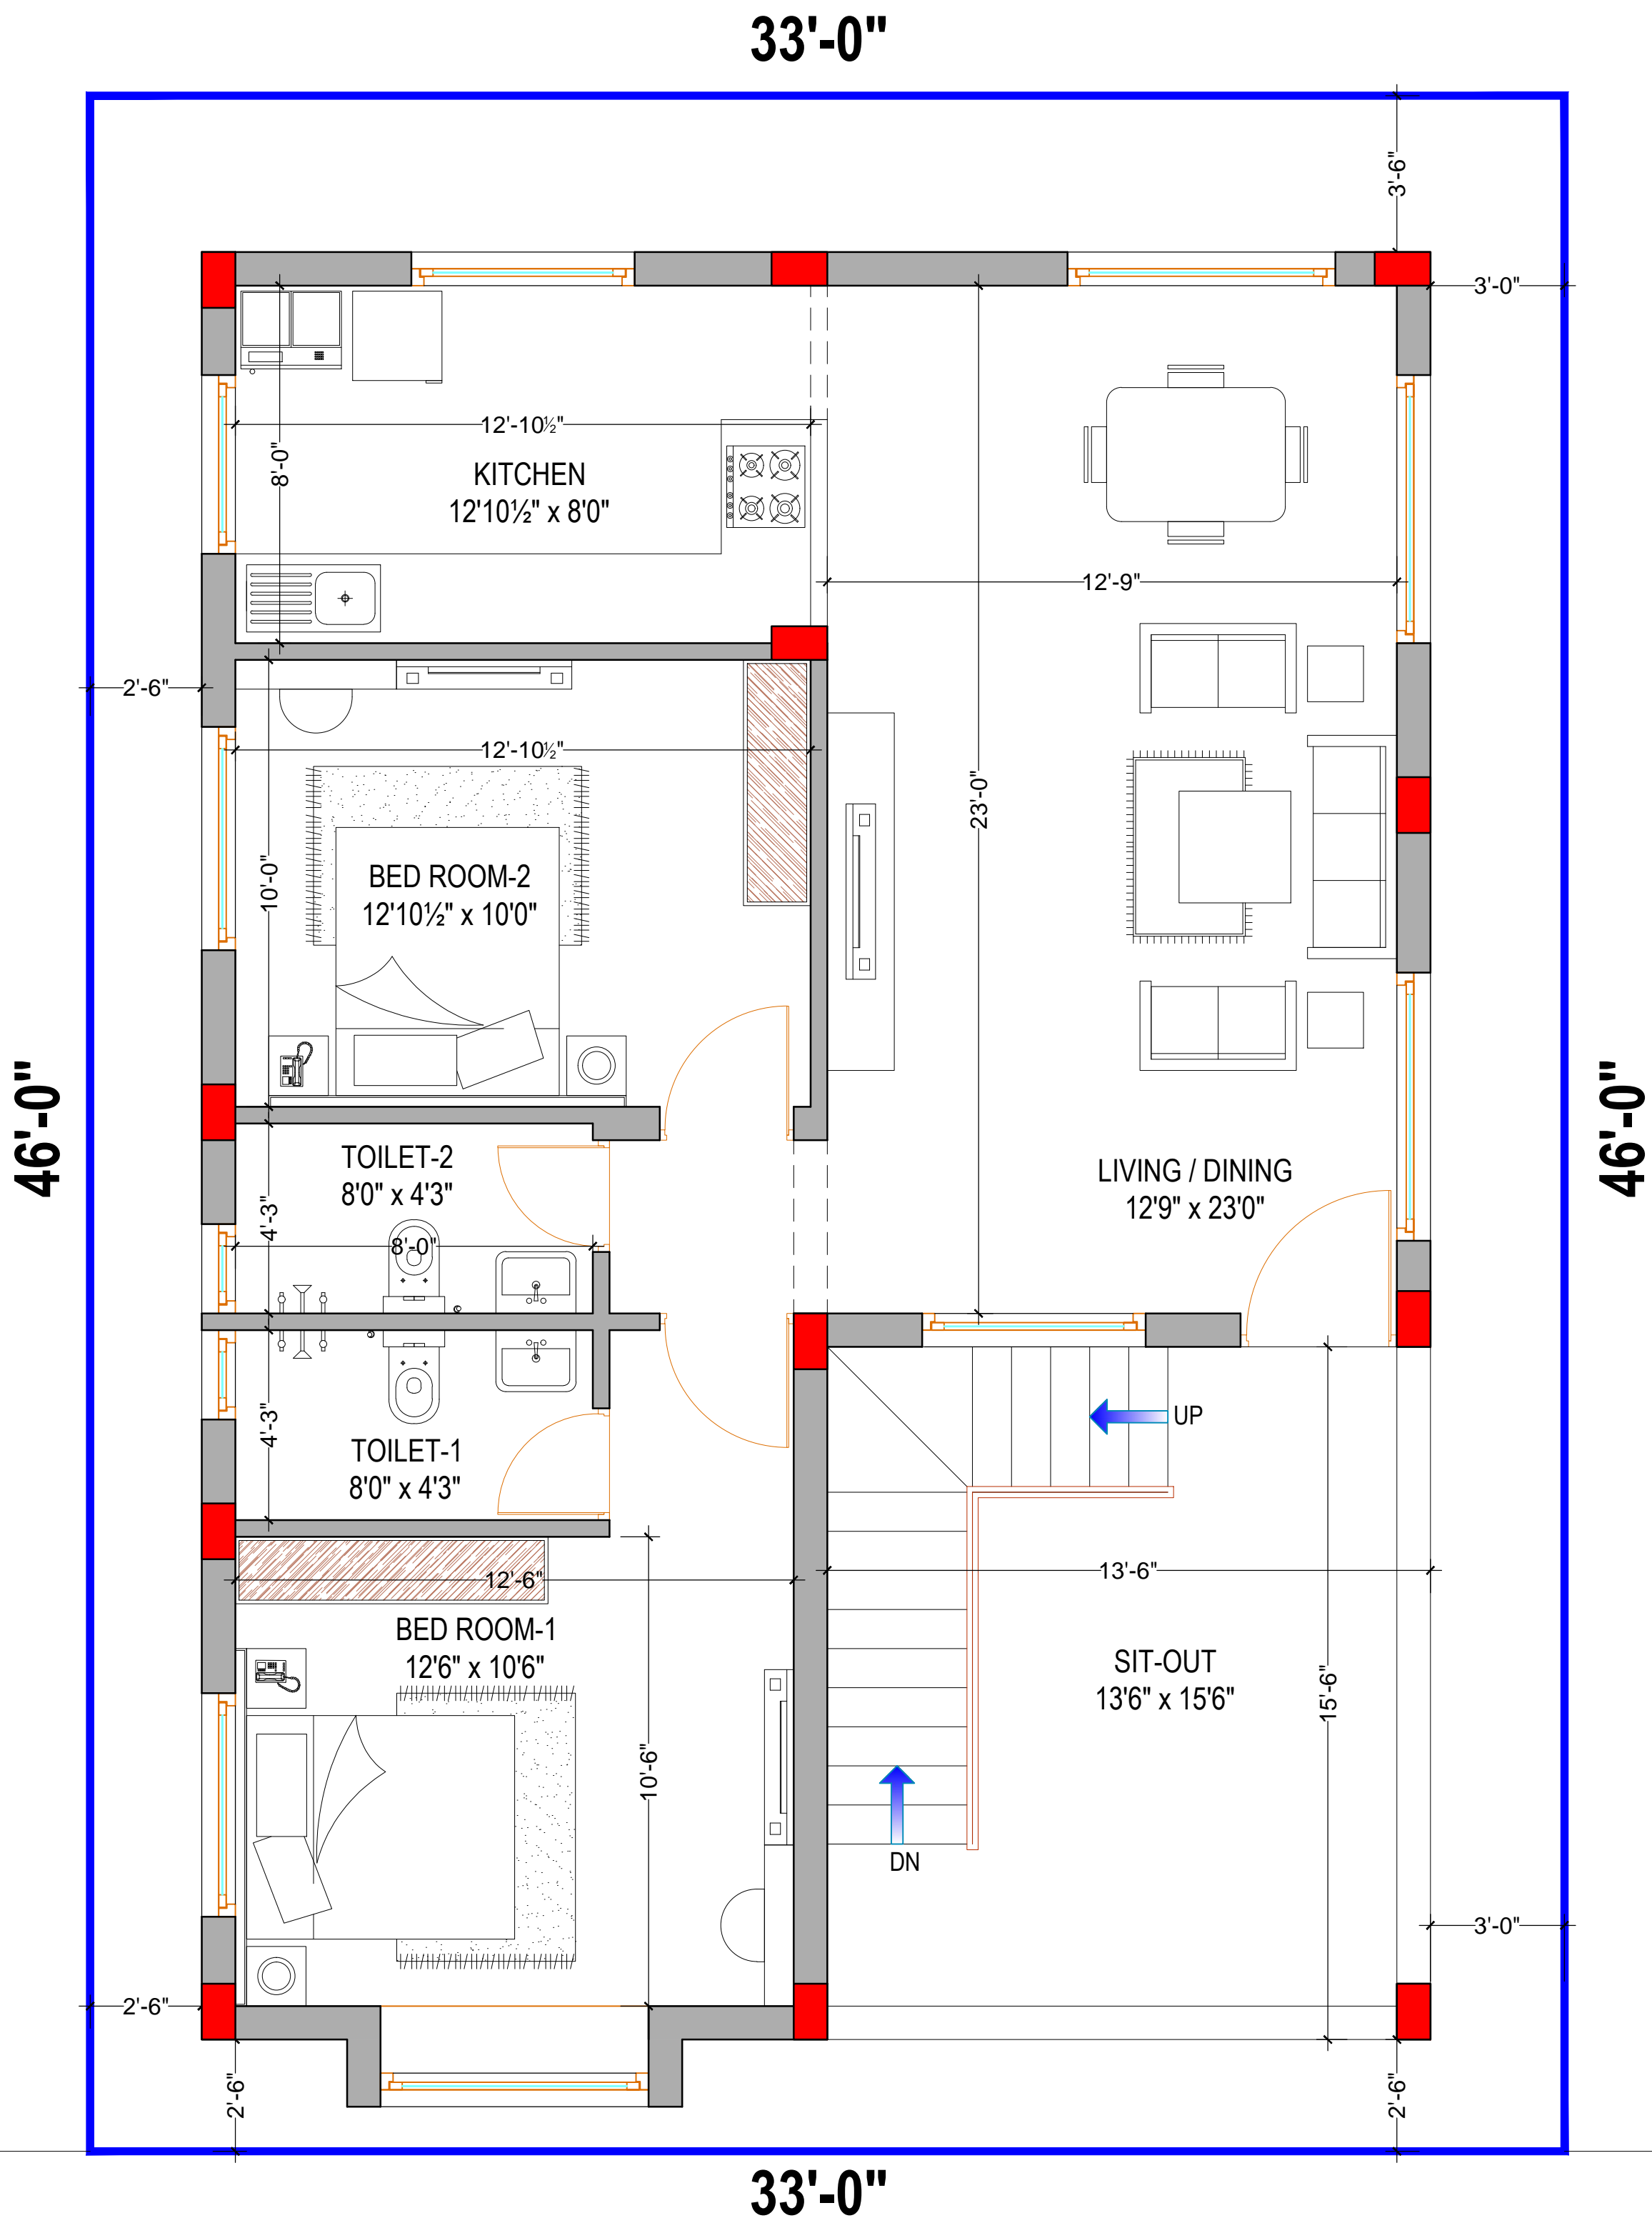 33'-0"
3'-6"
3'-0"
12'-10½"
8'-0"
KITCHEN
12'10½" x 8'0"
12'-9"
2'-6"
12'-10½"
23'-0"
10'-0"
BED ROOM-2
12'10½" x 10'0"
46'-0"
46'-0"
TOILET-2
8'0" x 4'3"
LIVING / DINING
12'9" x 23'0"
4'-3"
8'-0"
4'-3"
TOILET-1
8'0" x 4'3"
UP
12'-6"
13'-6"
BED ROOM-1
12'6" x 10'6"
SIT-OUT
13'6" x 15'6"
15'-6"
10'-6"
DN
3'-0"
2'-6"
2'-6"
2'-6"
33'-0"